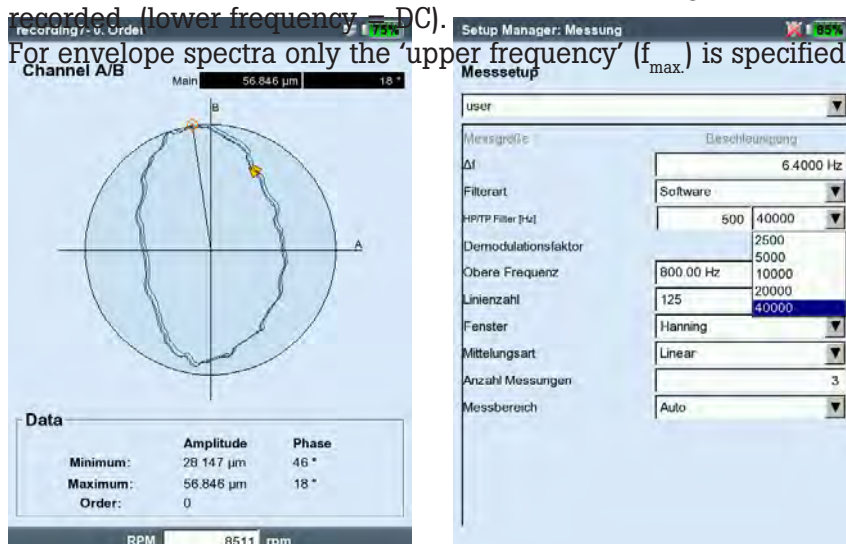 recorded (lower frequency = DC).
For envelope spectra only the ‘upper frequency’ (fmax.) is specified
recording7- 0. Order
75%
Channel A/B
Main 56.846 µm 18 °
B
A
Data
Amplitude Phase
Minimum: 28.147 µm 46 °
Maximum: 56.846 µm 18 °
Order: 0
RPM 8511 rpm
Setup Manager: Messung 85%
Messsetup
user
Messgröße Beschleunigung
Δf 6.4000 Hz
Filterart Software
HP/TP Filter [Hz] 500 40000
2500
5000
10000
20000
40000
Demodulationsfaktor
Obere Frequenz 800.00 Hz
Linienzahl 125
Fenster Hanning
Mittelungsart Linear
Anzahl Messungen 3
Messbereich Auto